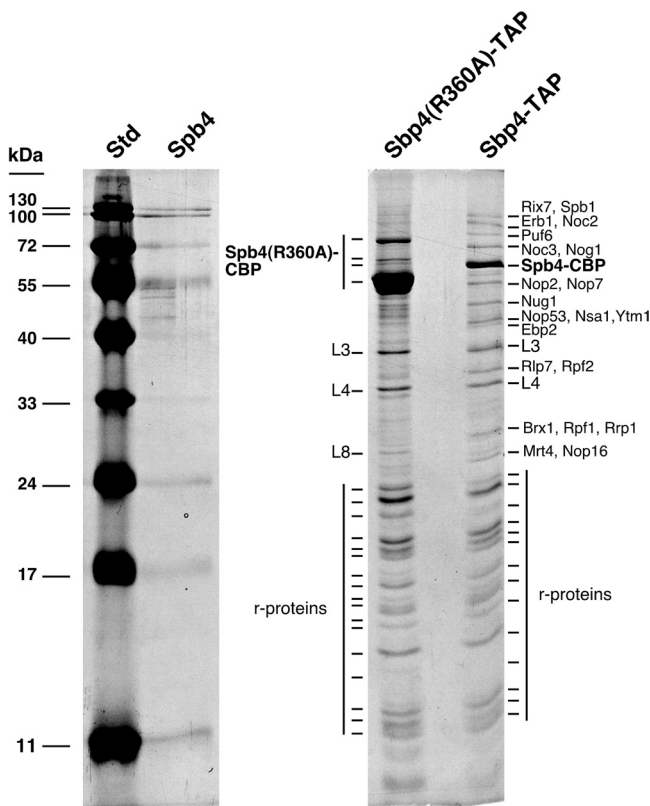 Std
Spb4
Sbp4(R360A)-TAP
Sbp4-TAP
kDa
130
100
72
55
40
33
24
17
11
Spb4(R360A)-
CBP
L3
L4
L8
r-proteins
Rix7, Spb1
Erb1, Noc2
Puf6
Noc3, Nog1
Spb4-CBP
Nop2, Nop7
Nug1
Nop53, Nsa1,Ytm1
Ebp2
L3
Rlp7, Rpf2
L4
Brx1, Rpf1, Rrp1
Mrt4, Nop16
r-proteins